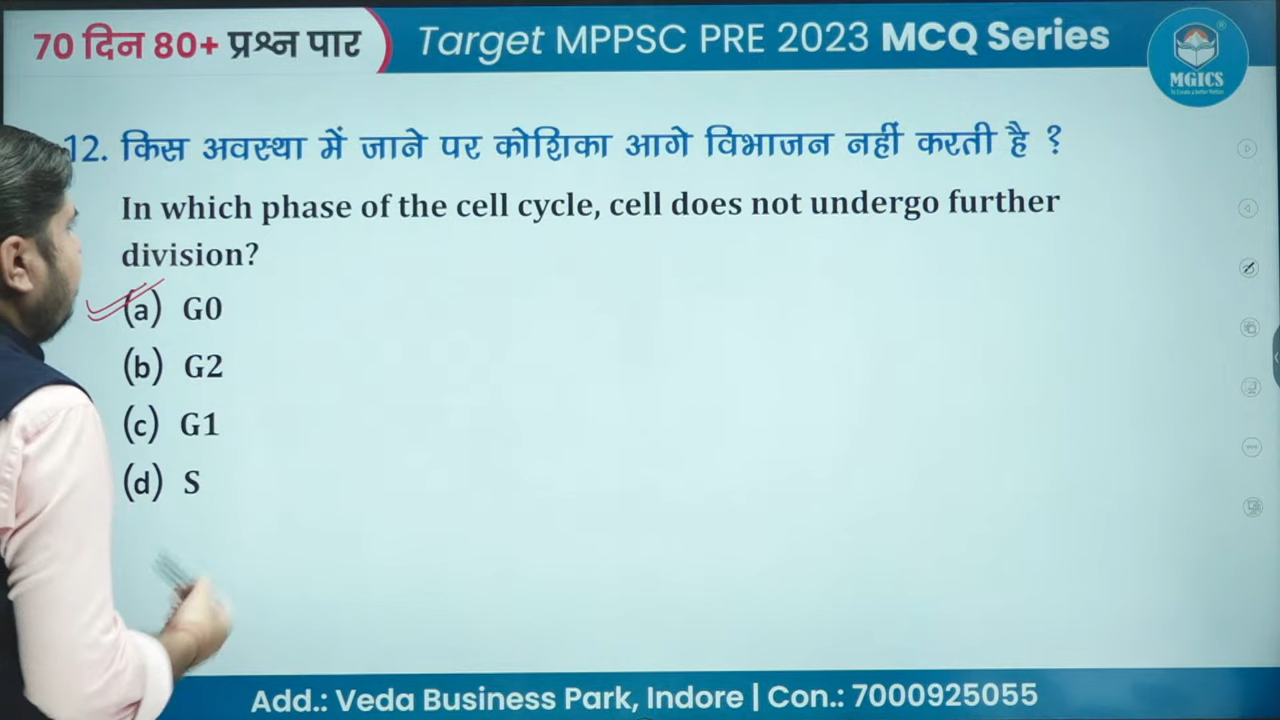 70 दिन 80+ प्रश्न पार
Target MPPSC PRE 2023 MCQ Series
MGICS
12. किस अवस्था में जाने पर कोशिका आगे विभाजन नहीं करती है ?
In which phase of the cell cycle, cell does not undergo further
division?
(a) G0
(b) G2
(c) G1
(d) S
Add.: Veda Business Park, Indore | Con.: 7000925055